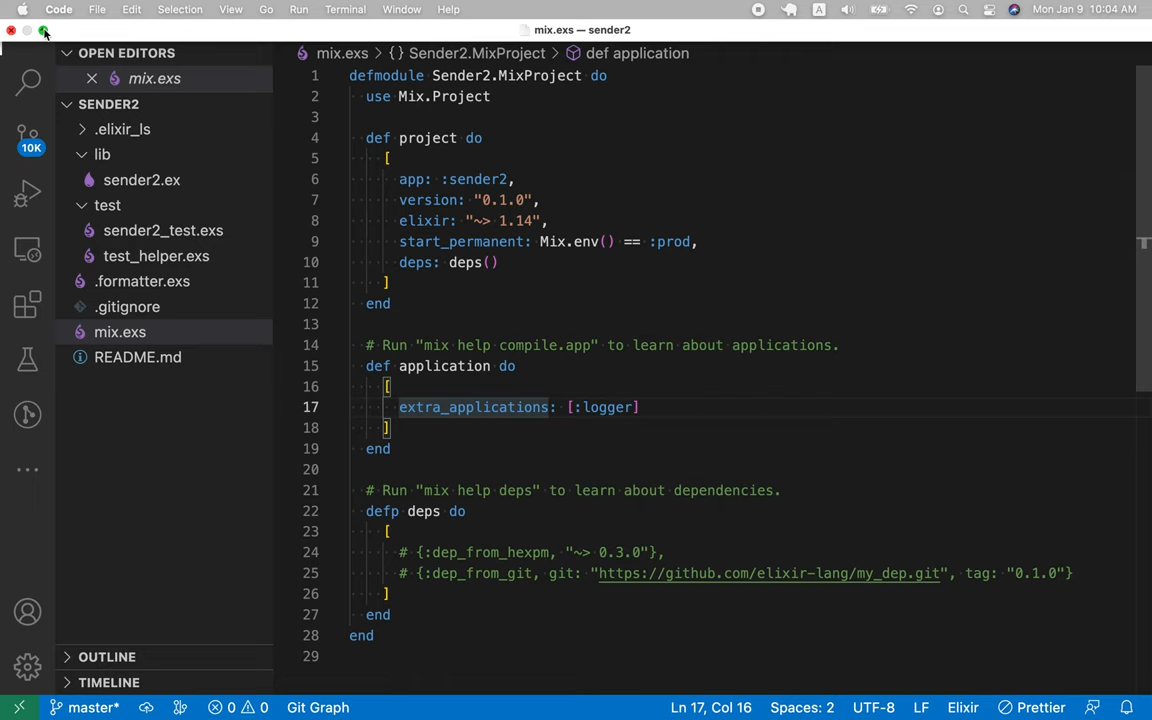 Code File Edit Selection View Go Run Terminal Window Help A Mon Jan 9 10:04 AM
mix.exs — sender2
OPEN EDITORS
mix.exs
SENDER2
.elixir_ls
lib
sender2.ex
test
sender2_test.exs
test_helper.exs
.formatter.exs
.gitignore
mix.exs
README.md
OUTLINE
TIMELINE
10K
mix.exs > {} Sender2.MixProject > def application
1 defmodule Sender2.MixProject do
2 use Mix.Project
3
4 def project do
5 [
6 app: :sender2,
7 version: "0.1.0",
8 elixir: "~> 1.14",
9 start_permanent: Mix.env() == :prod,
10 deps: deps()
11 ]
12 end
13
14 # Run "mix help compile.app" to learn about applications.
15 def application do
16 [
17 extra_applications: [:logger]
18 ]
19 end
20
21 # Run "mix help deps" to learn about dependencies.
22 defp deps do
23 [
24 # {:dep_from_hexpm, "~> 0.3.0"},
25 # {:dep_from_git, git: "https://github.com/elixir-lang/my_dep.git", tag: "0.1.0"}
26 ]
27 end
28 end
29
master* 0 0 Git Graph Ln 17, Col 16 Spaces: 2 UTF-8 LF Elixir Prettier